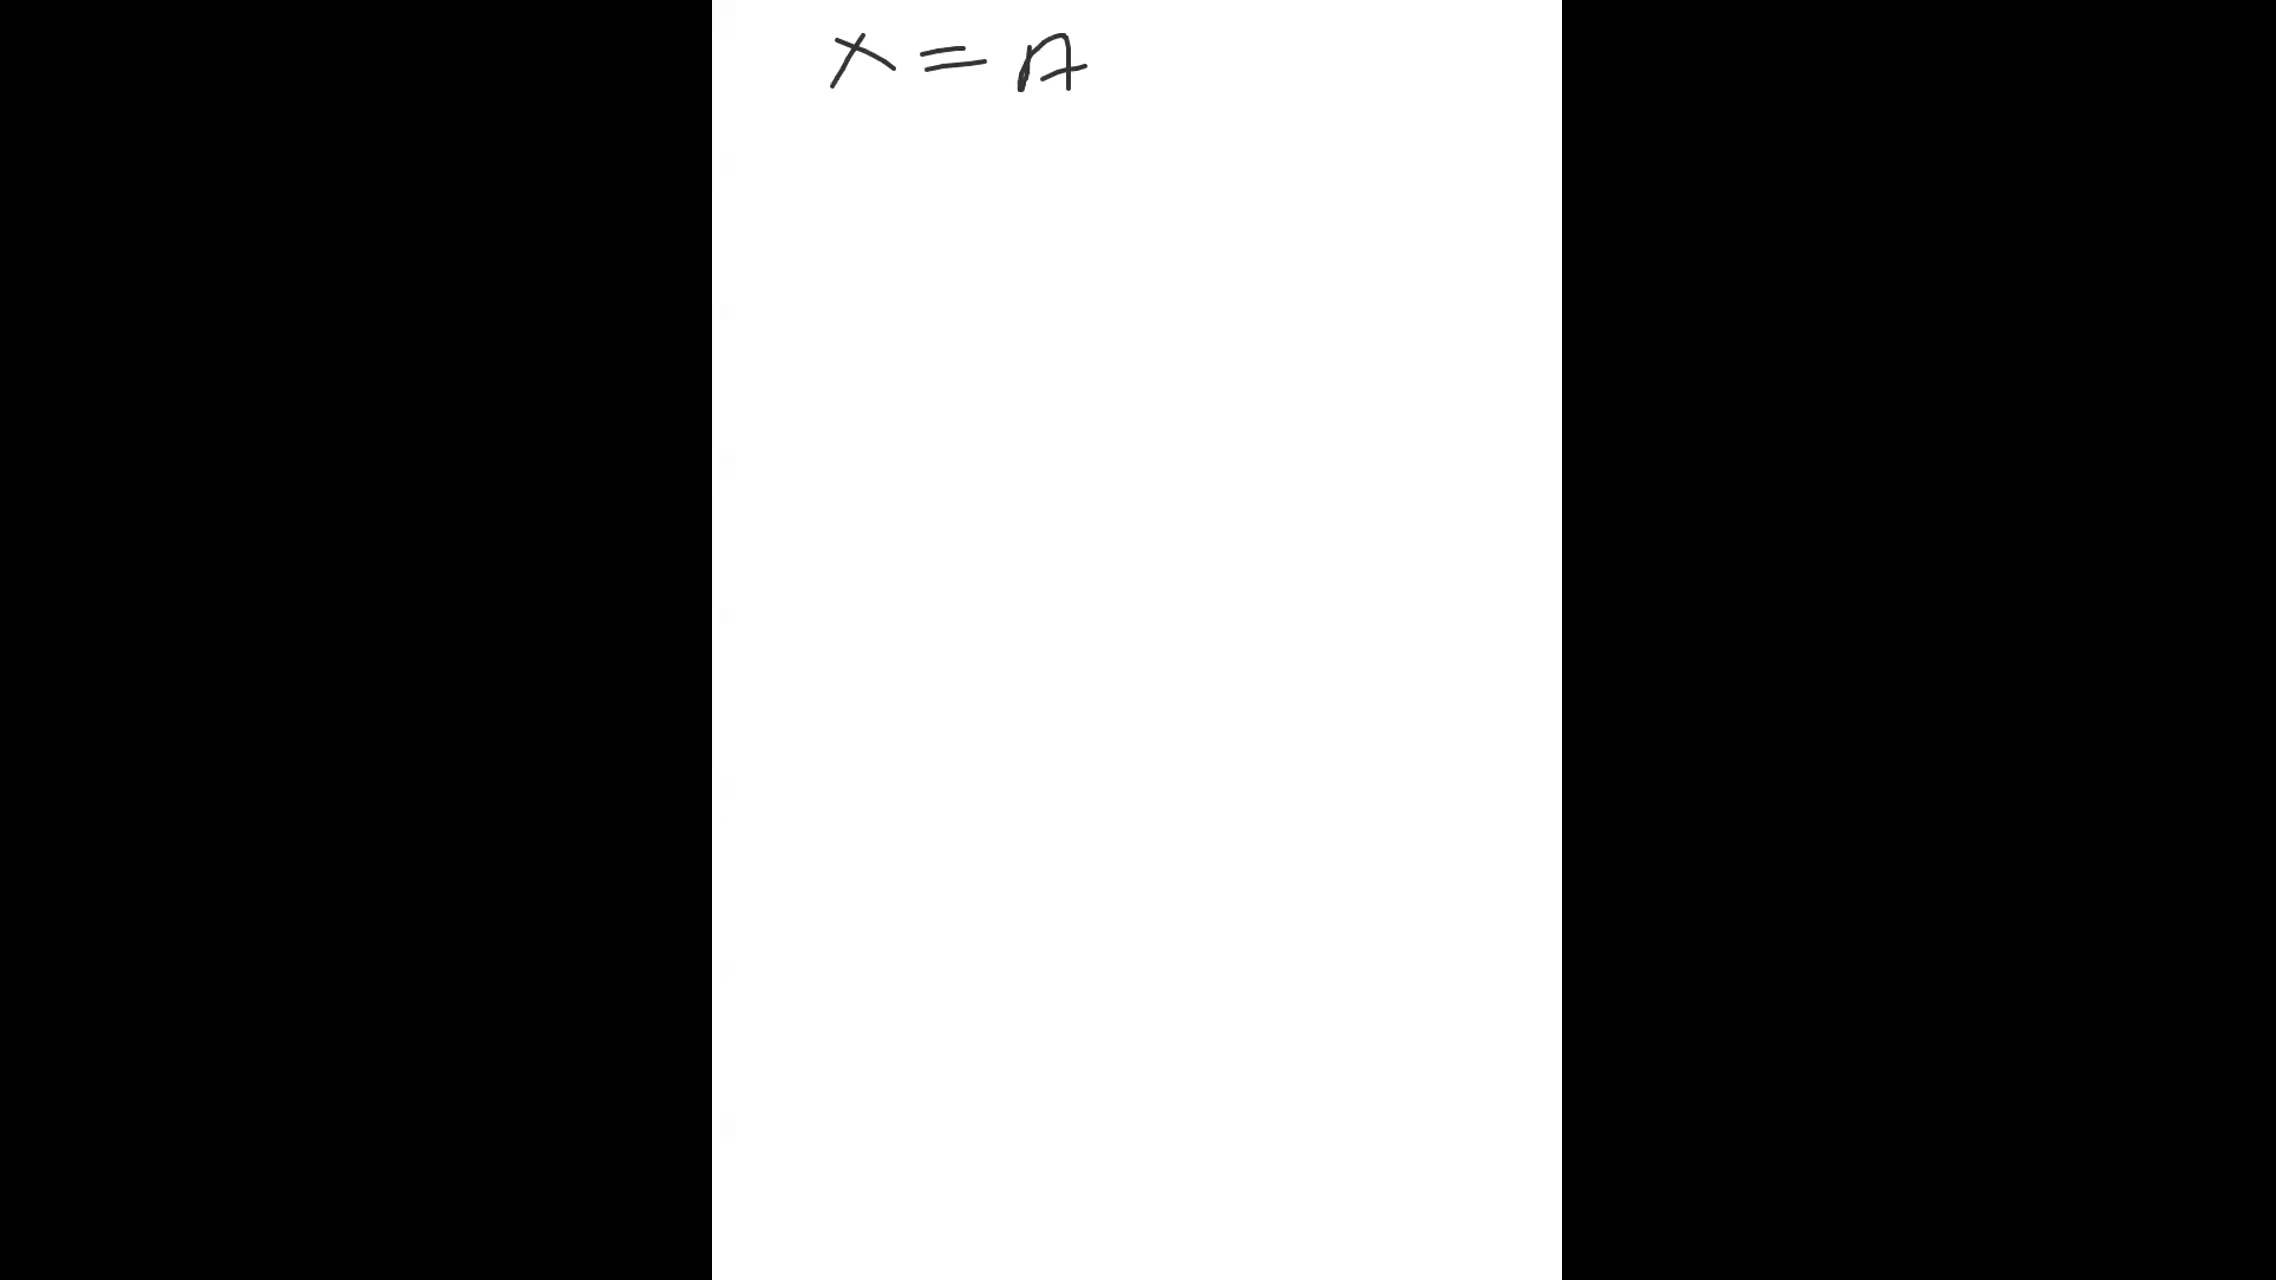 x = A